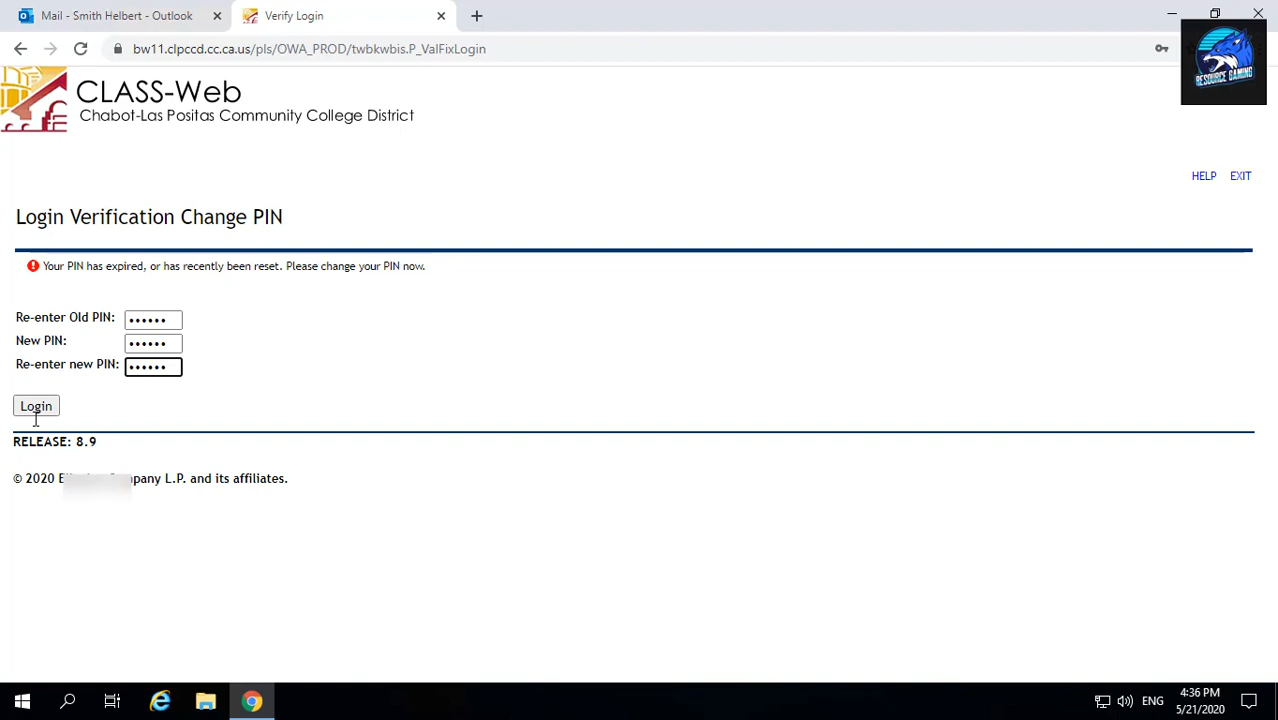 Mail - Smith Helbert - Outlook
Verify Login
bw11.clpccd.cc.ca.us/pls/OWA_PROD/twbkwbis.P_ValFixLogin
RESOURCE GAMING
CLASS-Web
Chabot-Las Positas Community College District
HELP EXIT
Login Verification Change PIN
Your PIN has expired, or has recently been reset. Please change your PIN now.
Re-enter Old PIN: ••••••
New PIN: ••••••
Re-enter new PIN: ••••••
Login
RELEASE: 8.9
© 2020 L.P. and its affiliates.
ENG
4:36 PM
5/21/2020